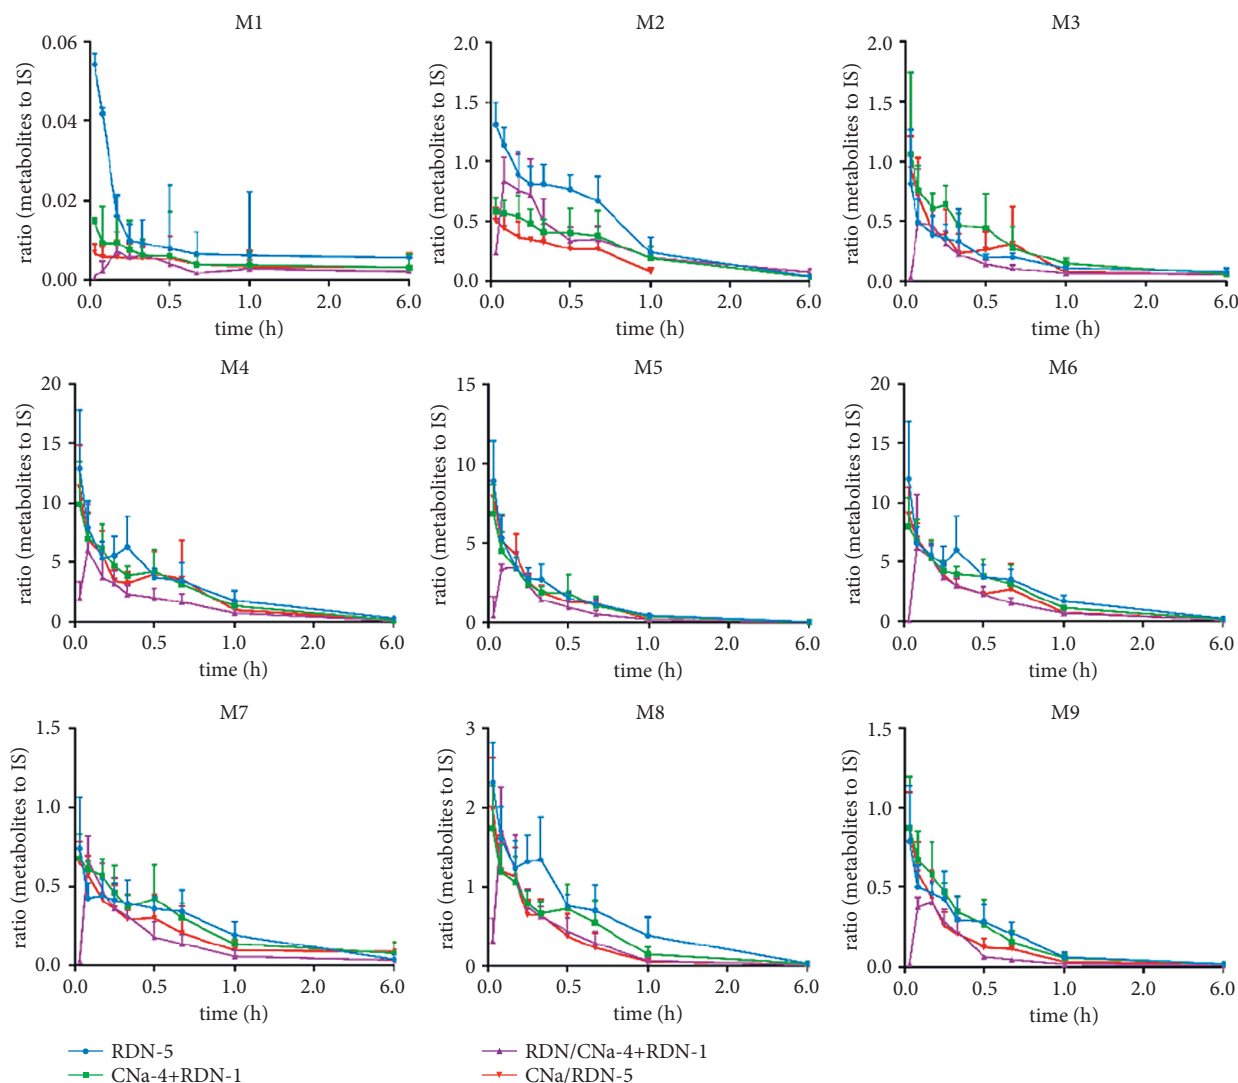 M1
M2
M3
ratio (metabolites to IS)
0.06
0.04
0.02
0.00
0.0 0.5 1.0 2.0 6.0
time (h)
ratio (metabolites to IS)
2.0
1.5
1.0
0.5
0.0
0.0 0.5 1.0 2.0 6.0
time (h)
ratio (metabolites to IS)
2.0
1.5
1.0
0.5
0.0
0.0 0.5 1.0 2.0 6.0
time (h)
M4
M5
M6
ratio (metabolites to IS)
20
15
10
5
0
0.0 0.5 1.0 2.0 6.0
time (h)
ratio (metabolites to IS)
15
10
5
0
0.0 0.5 1.0 2.0 6.0
time (h)
ratio (metabolites to IS)
20
15
10
5
0
0.0 0.5 1.0 2.0 6.0
time (h)
M7
M8
M9
ratio (metabolites to IS)
1.5
1.0
0.5
0.0
0.0 0.5 1.0 2.0 6.0
time (h)
ratio (metabolites to IS)
3
2
1
0
0.0 0.5 1.0 2.0 6.0
time (h)
ratio (metabolites to IS)
1.5
1.0
0.5
0.0
0.0 0.5 1.0 2.0 6.0
time (h)
RDN-5
CNa-4+RDN-1
RDN/CNa-4+RDN-1
CNa/RDN-5